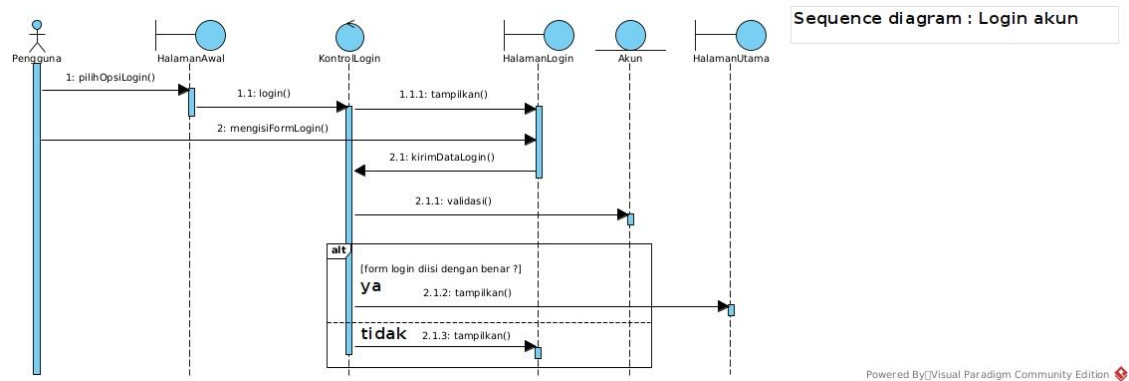 Sequence diagram : Login akun
Pengguna
HalamanAwal
KontrolLogin
HalamanLogin
Akun
HalamanUtama
1: pilihOpsiLogin()
1.1: login()
1.1.1: tampilkan()
2: mengisiFormLogin()
2.1: kirimDataLogin()
2.1.1: validasi()
alt
[form login diisi dengan benar ?]
ya
2.1.2: tampilkan()
tidak
2.1.3: tampilkan()
Powered By Visual Paradigm Community Edition